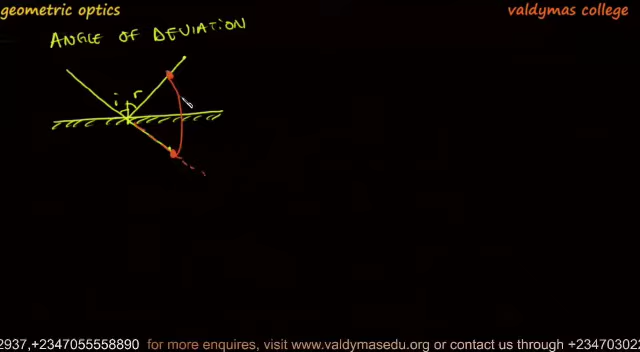 geometric optics
valdymas college
ANGLE OF DEVIATION
i r
2937,+2347055558890 for more enquires, visit www.valdymasedu.org or contact us through +23470302